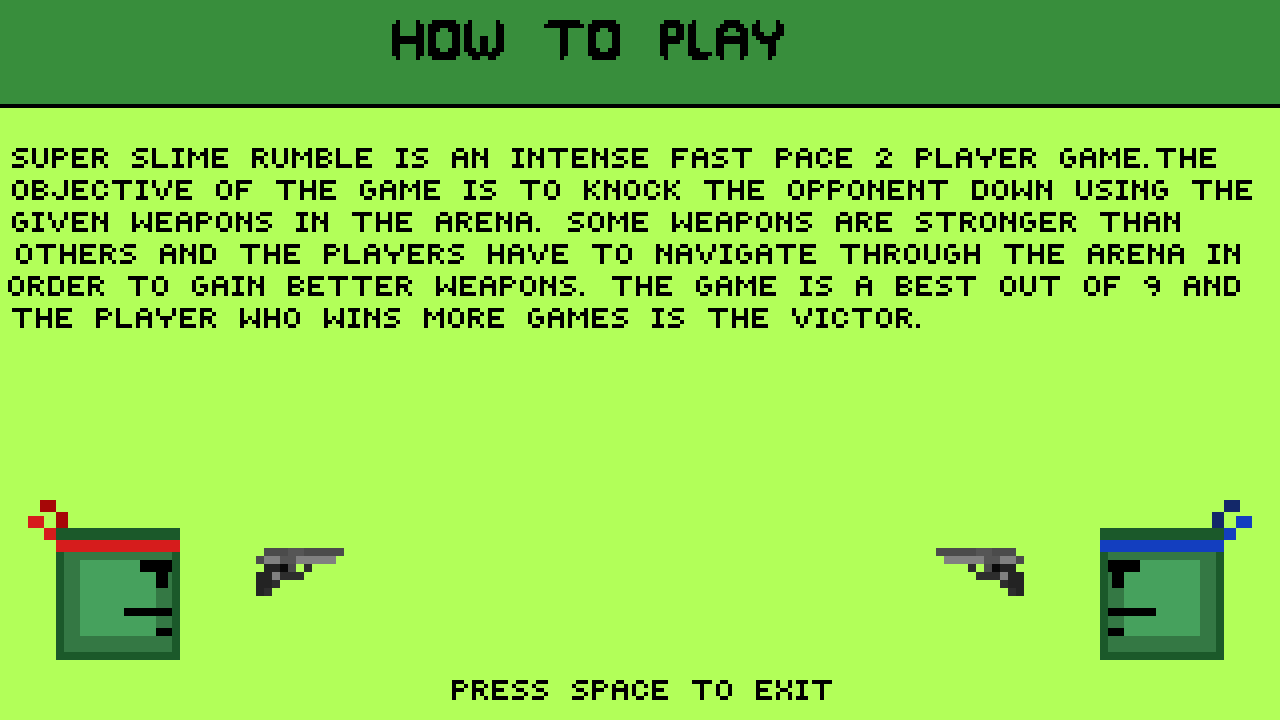 HOW TO PLAY
SUPER SLIME RUMBLE IS AN INTENSE FAST PACE 2 PLAYER GAME.THE
OBJECTIVE OF THE GAME IS TO KNOCK THE OPPONENT DOWN USING THE
GIVEN WEAPONS IN THE ARENA. SOME WEAPONS ARE STRONGER THAN
OTHERS AND THE PLAYERS HAVE TO NAVIGATE THROUGH THE ARENA IN
ORDER TO GAIN BETTER WEAPONS. THE GAME IS A BEST OUT OF 9 AND
THE PLAYER WHO WINS MORE GAMES IS THE VICTOR.
PRESS SPACE TO EXIT